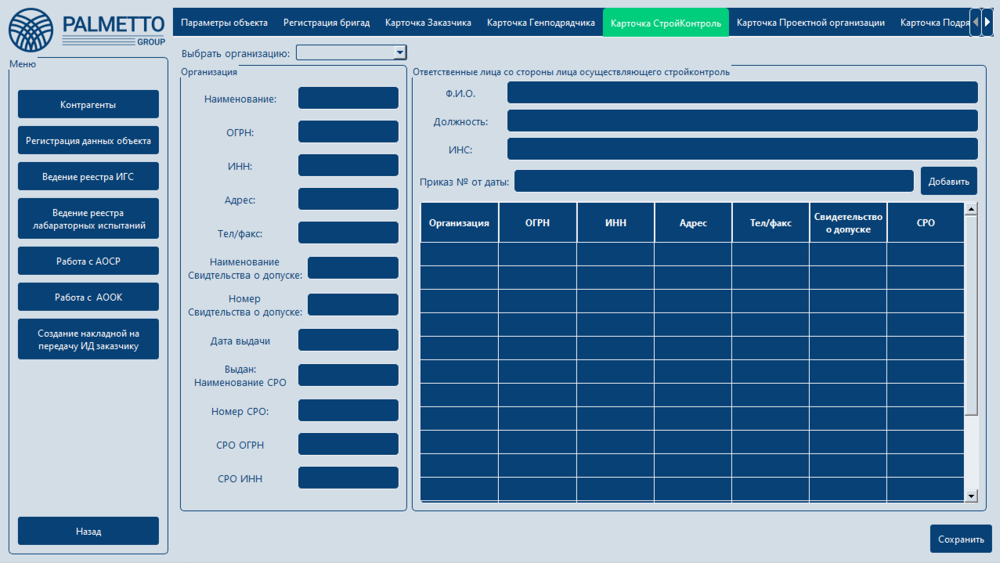 PALMETTO
GROUP
Меню
Контрагенты
Регистрация данных объекта
Ведение реестра ИГС
Ведение реестра
лабараторных испытаний
Работа с АОСР
Работа с АООК
Создание накладной на
передачу ИД заказчику
Назад
Параметры объекта
Регистрация бригад
Карточка Заказчика
Карточка Генподрядчика
Карточка СтройКонтроль
Карточка Проектной организации
Карточка Подря
Выбрать организацию:
Организация
Наименование:
ОГРН:
ИНН:
Адрес:
Тел/факс:
Наименование
Свидтельства о допуске:
Номер
Свидтельства о допуске:
Дата выдачи
Выдан:
Наименование СРО
Номер СРО:
СРО ОГРН
СРО ИНН
Ответственные лица со стороны лица осуществляющего стройконтроль
Ф.И.О.
Должность:
ИНС:
Приказ № от даты:
Добавить
Организация
ОГРН
ИНН
Адрес
Тел/факс
Свидетельство
о допуске
СРО
Сохранить